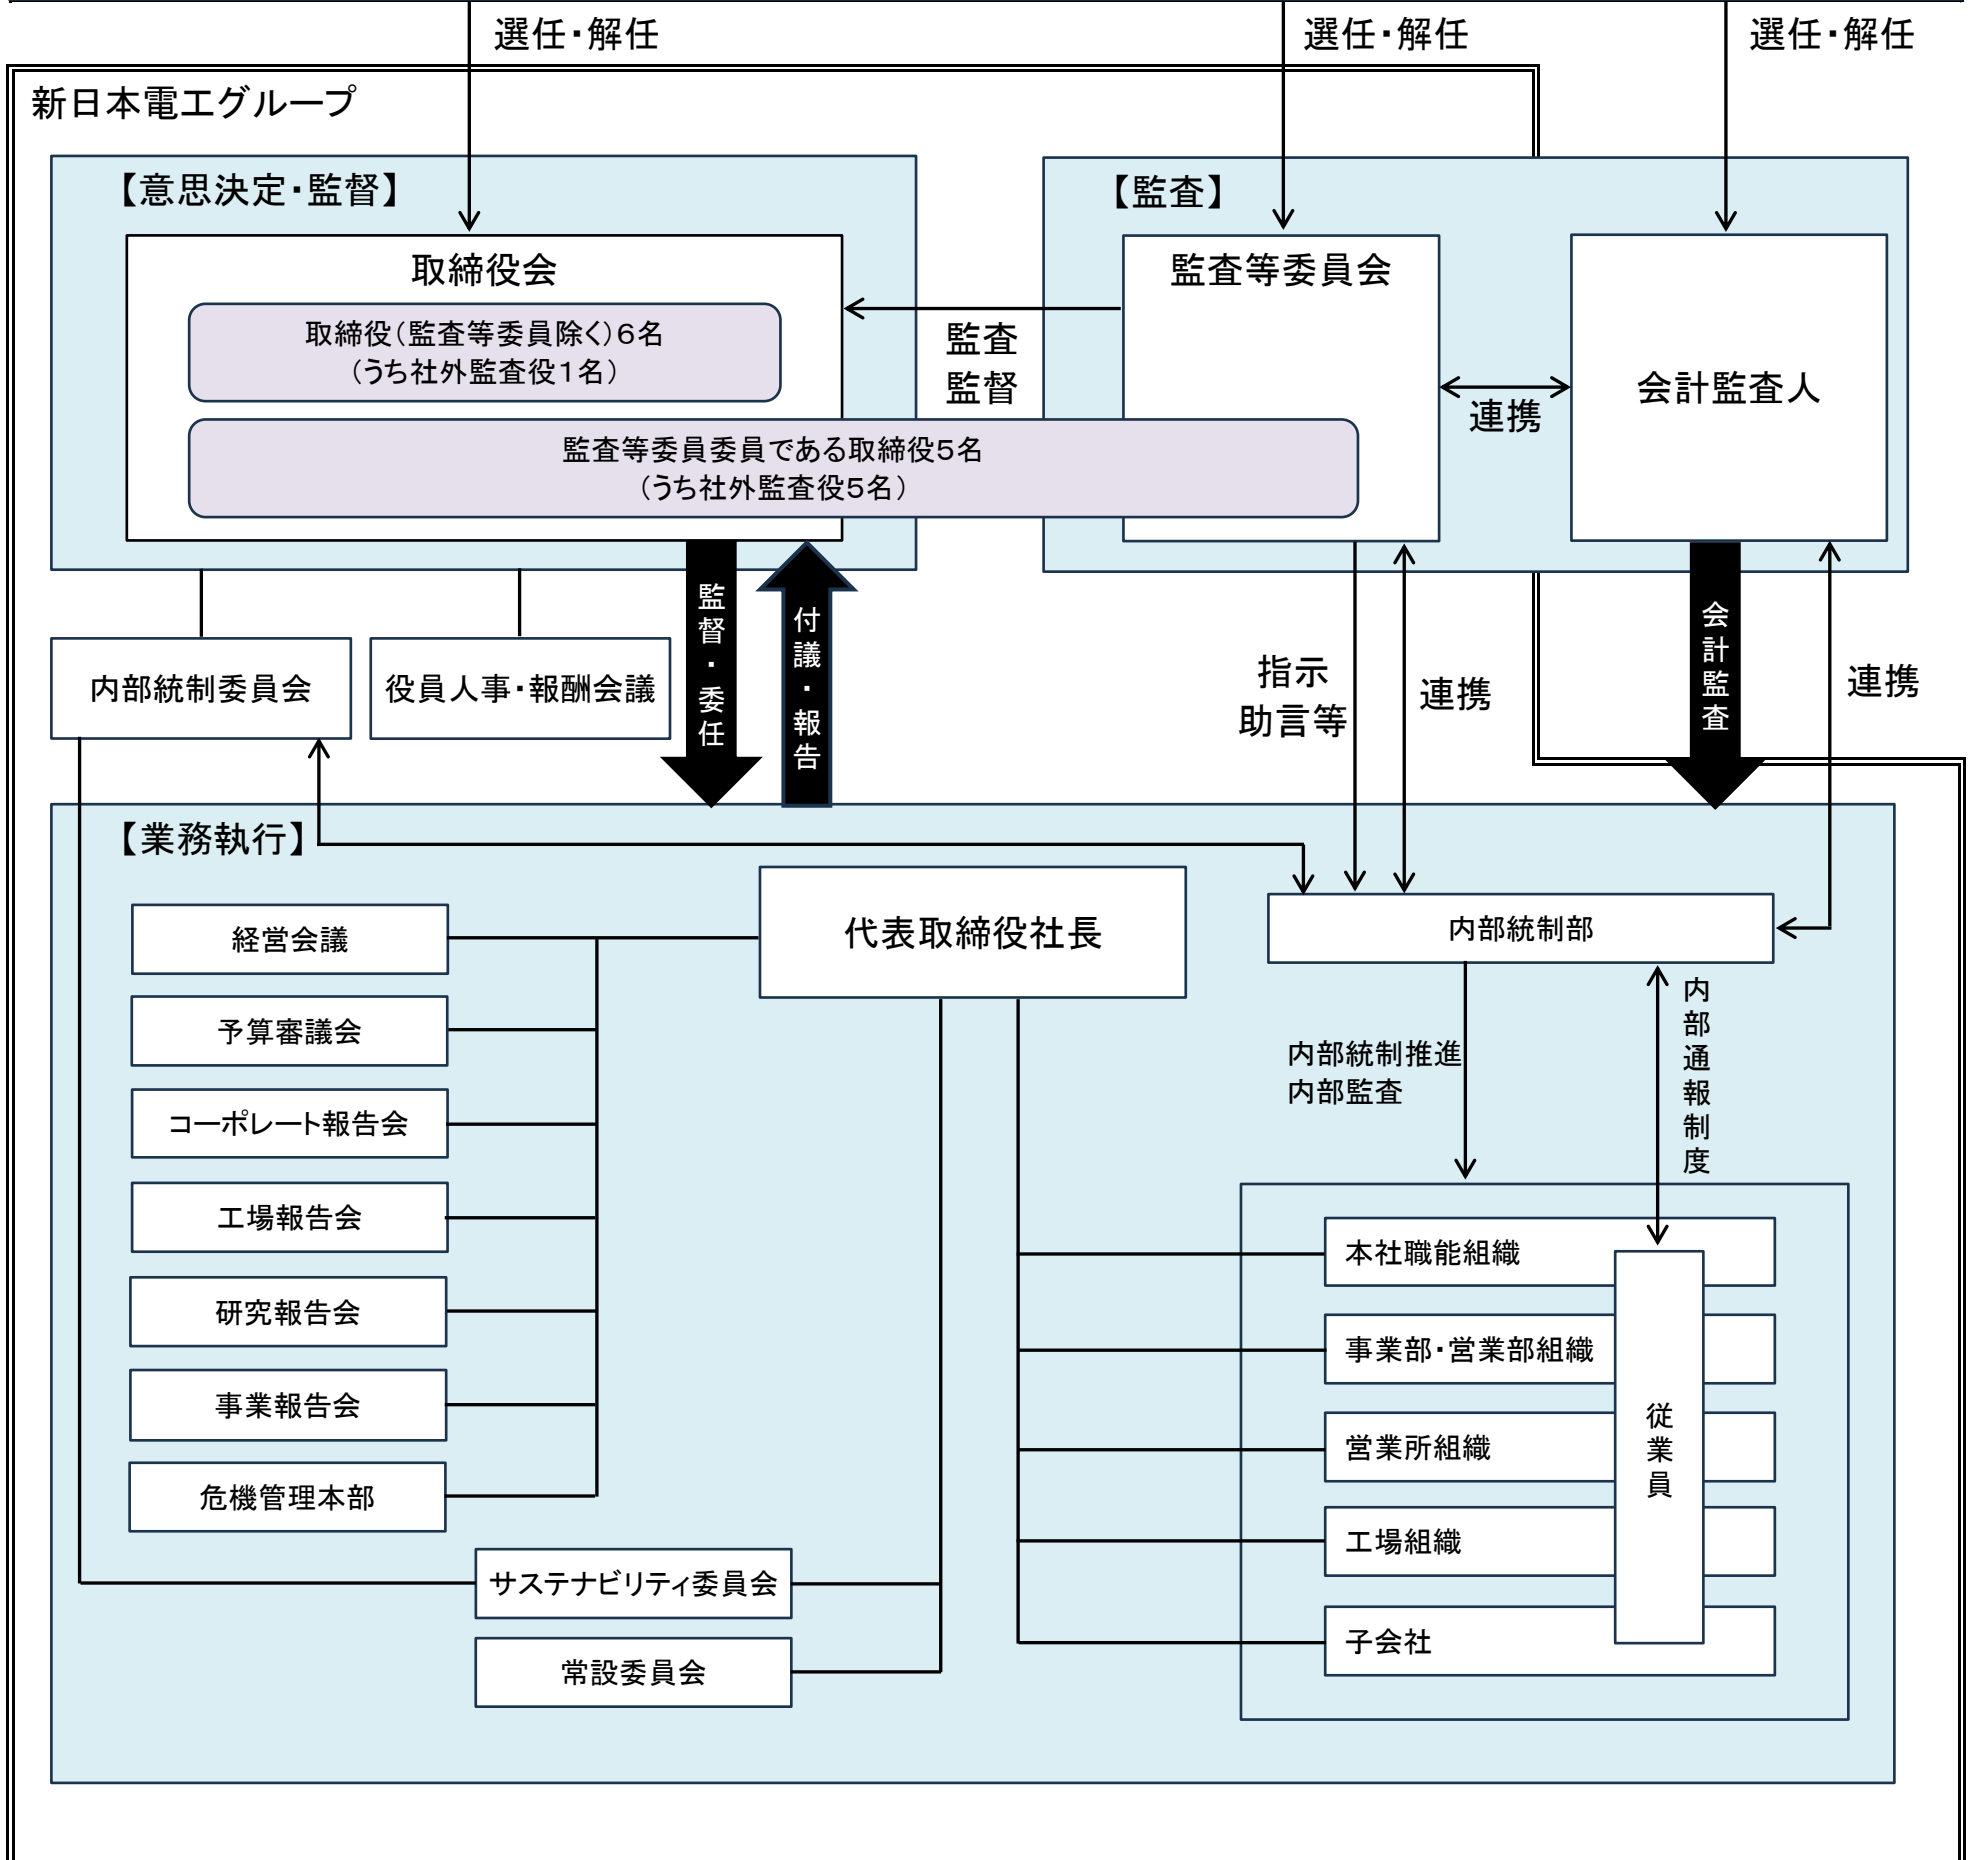 選任・解任
選任・解任
選任・解任
新日本電工グループ
【意思決定・監督】
取締役会
取締役（監査等委員除く）６名
（うち社外監査役１名）
監査等委員委員である取締役５名
（うち社外監査役５名）
監査
監督
【監査】
監査等委員会
連携
会計監査人
内部統制委員会
役員人事・報酬会議
監督・委任
付議・報告
指示
助言等
連携
会計監査
連携
【業務執行】
代表取締役社長
内部統制部
経営会議
予算審議会
コーポレート報告会
工場報告会
研究報告会
事業報告会
危機管理本部
サステナビリティ委員会
常設委員会
内部統制推進
内部監査
内部通報制度
本社職能組織
事業部・営業部組織
営業所組織
工場組織
子会社
従業員